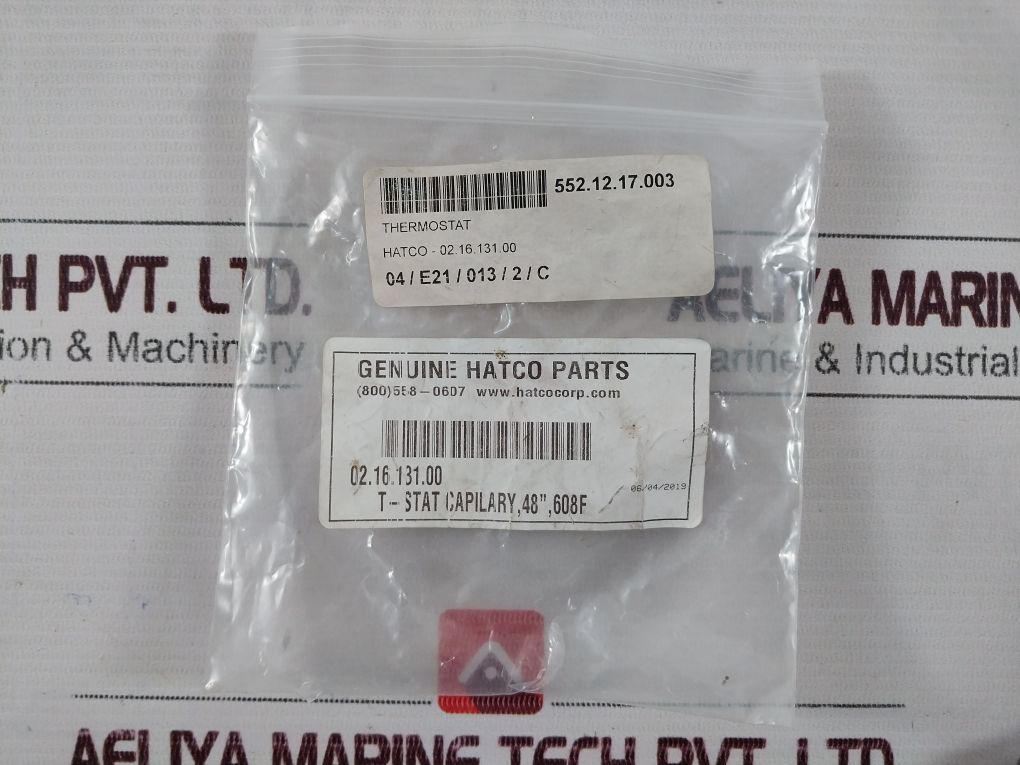 552.12.17.003
THERMOSTAT
HATCO - 02.16.131.00
04 / E21 / 013 / 2 / C
TH PVT. LTD.
AELIYA MARIN
ion & Machinery
arine & Industrial
GENUINE HATCO PARTS
(800)558-0607 www.hatcocorp.com
02.16.131.00
T- STAT CAPILARY,48",608F
06/04/2019
AELIYA MARINE TECH PVT. LTD.